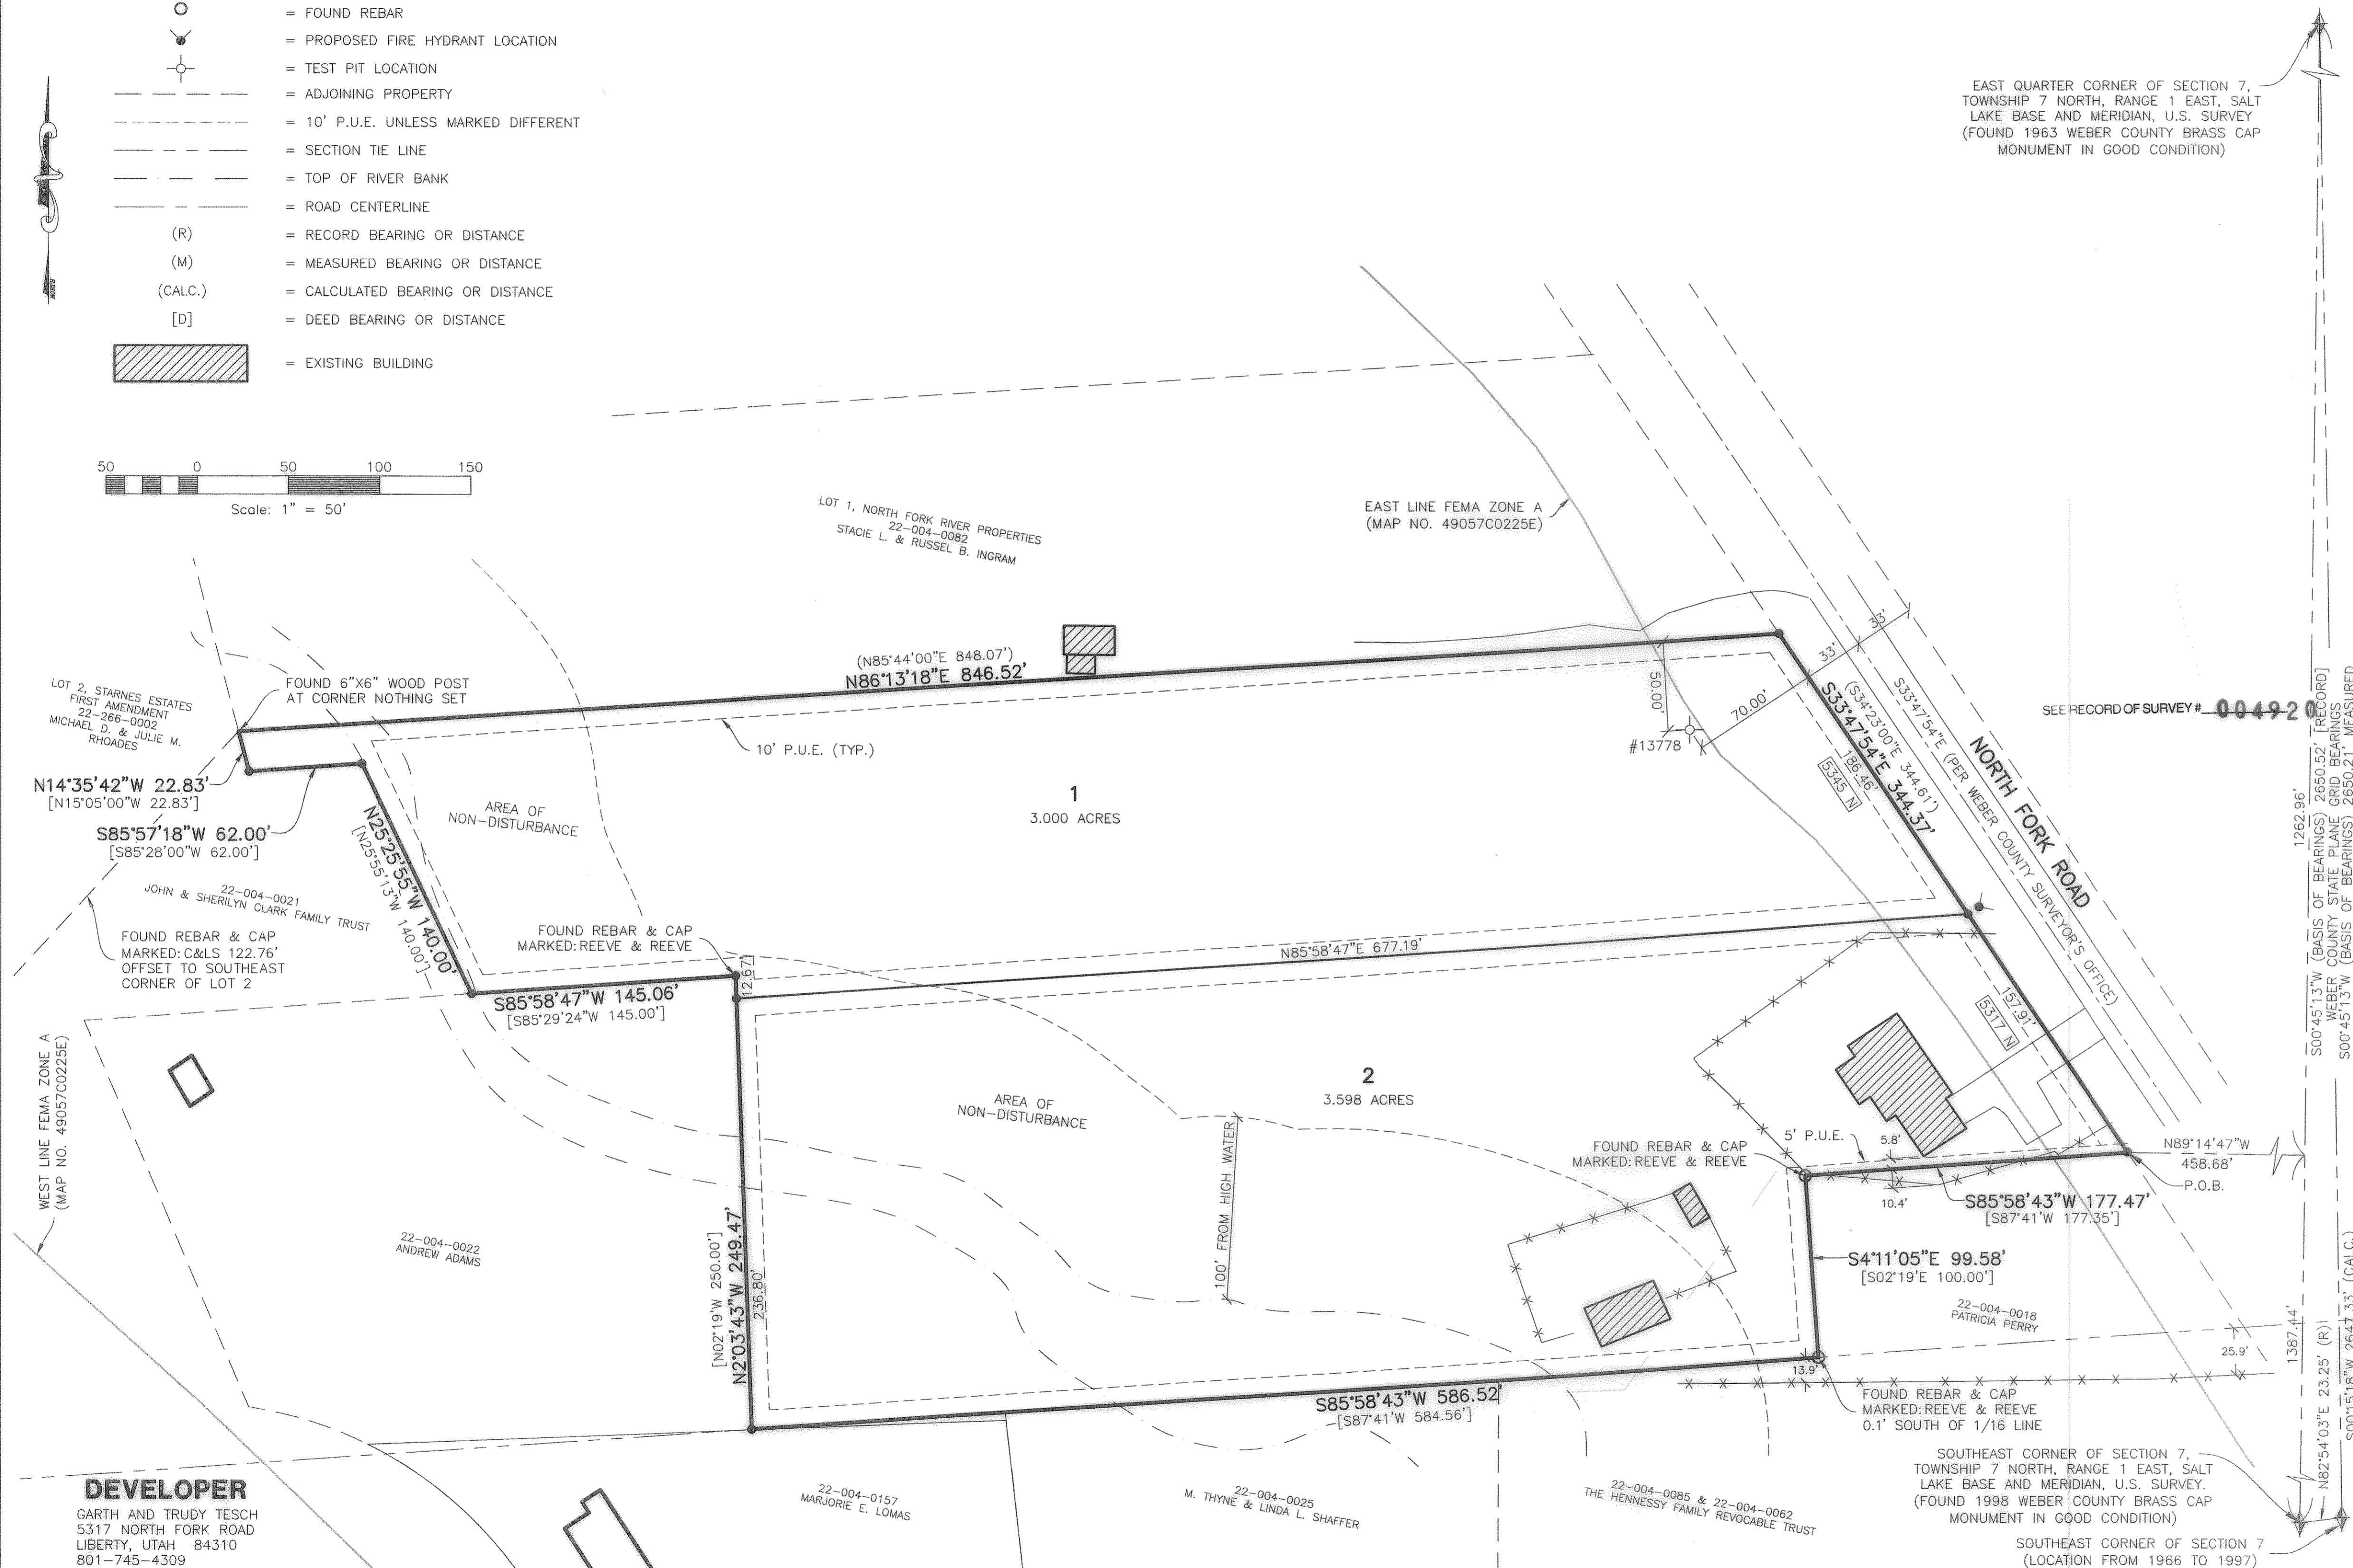 = FOUND REBAR
= PROPOSED FIRE HYDRANT LOCATION
= TEST PIT LOCATION
= ADJOINING PROPERTY
= 10' P.U.E. UNLESS MARKED DIFFERENT
= SECTION TIE LINE
= TOP OF RIVER BANK
= ROAD CENTERLINE
(R) = RECORD BEARING OR DISTANCE
(M) = MEASURED BEARING OR DISTANCE
(CALC.) = CALCULATED BEARING OR DISTANCE
[D] = DEED BEARING OR DISTANCE
= EXISTING BUILDING
50 0 50 100 150
Scale: 1" = 50'
EAST QUARTER CORNER OF SECTION 7,
TOWNSHIP 7 NORTH, RANGE 1 EAST, SALT
LAKE BASE AND MERIDIAN, U.S. SURVEY
(FOUND 1963 WEBER COUNTY BRASS CAP
MONUMENT IN GOOD CONDITION)
LOT 1, NORTH FORK RIVER PROPERTIES
22-004-0082
STACIE L. & RUSSEL B. INGRAM
EAST LINE FEMA ZONE A
(MAP NO. 49057C0225E)
LOT 2, STARNES ESTATES
FIRST AMENDMENT
22-266-0002
MICHAEL D. & JULIE M.
RHOADES
FOUND 6"X6" WOOD POST
AT CORNER NOTHING SET
(N85°44'00"E 848.07')
N86°13'18"E 846.52'
10' P.U.E. (TYP.)
50.00'
70.00'
#13778
33'
33'
S33°47'54"E 344.37'
(S34°23'00"E 344.61')
186.46'
5345 N
S33°47'54"E (PER WEBER COUNTY SURVEYOR'S OFFICE)
NORTH FORK ROAD
SEE RECORD OF SURVEY # 004920
N14°35'42"W 22.83'
[N15°05'00"W 22.83']
S85°57'18"W 62.00'
[S85°28'00"W 62.00']
N25°25'55"W 140.00'
[N25°55'13"W 140.00']
AREA OF
NON-DISTURBANCE
1
3.000 ACRES
22-004-0021
JOHN & SHERILYN CLARK FAMILY TRUST
FOUND REBAR & CAP
MARKED: C&LS 122.76'
OFFSET TO SOUTHEAST
CORNER OF LOT 2
FOUND REBAR & CAP
MARKED: REEVE & REEVE
12.67'
N85°58'47"E 677.19'
S85°58'47"W 145.06'
[S85°29'24"W 145.00']
WEST LINE FEMA ZONE A
(MAP NO. 49057C0225E)
157.91'
5317 N
2
3.598 ACRES
AREA OF
NON-DISTURBANCE
100' FROM HIGH WATER
FOUND REBAR & CAP
MARKED: REEVE & REEVE
5' P.U.E.
5.8'
10.4'
N89°14'47"W
458.68'
P.O.B.
S85°58'43"W 177.47'
[S87°41'W 177.35']
S4°11'05"E 99.58'
[S02°19'E 100.00']
22-004-0022
ANDREW ADAMS
[N02°19'W 250.00']
N2°03'43"W 249.47'
236.80'
22-004-0018
PATRICIA PERRY
25.9'
13.9'
S85°58'43"W 586.52'
[S87°41'W 584.56']
FOUND REBAR & CAP
MARKED: REEVE & REEVE
0.1' SOUTH OF 1/16 LINE
1262.96'
S00°45'13"W (BASIS OF BEARINGS) 2650.52' [RECORD]
WEBER COUNTY STATE PLANE GRID BEARINGS
S00°45'13"W (BASIS OF BEARINGS) 2650.21' MEASURED
1387.44'
N82°54'03"E 23.25' (R)
S00°15'18"W 2647.33' (CALC.)
SOUTHEAST CORNER OF SECTION 7,
TOWNSHIP 7 NORTH, RANGE 1 EAST, SALT
LAKE BASE AND MERIDIAN, U.S. SURVEY.
(FOUND 1998 WEBER COUNTY BRASS CAP
MONUMENT IN GOOD CONDITION)
SOUTHEAST CORNER OF SECTION 7
(LOCATION FROM 1966 TO 1997)
DEVELOPER
GARTH AND TRUDY TESCH
5317 NORTH FORK ROAD
LIBERTY, UTAH 84310
801-745-4309
22-004-0157
MARJORIE E. LOMAS
22-004-0025
M. THYNE & LINDA L. SHAFFER
22-004-0085 & 22-004-0062
THE HENNESSY FAMILY REVOCABLE TRUST